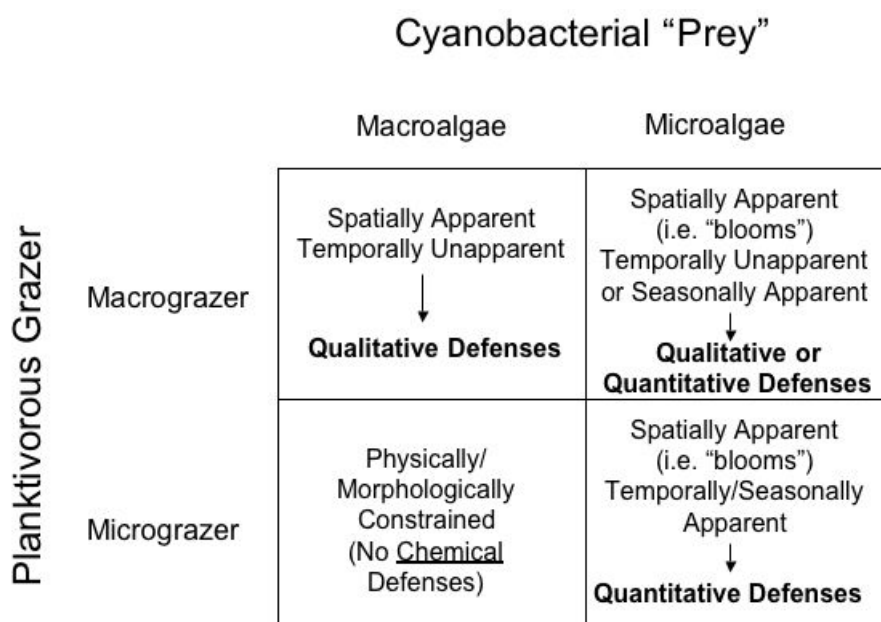 Cyanobacterial “Prey”
Macroalgae
Microalgae
Planktivorous Grazer
Macrograzer
Spatially Apparent
Temporally Unapparent
Qualitative Defenses
Spatially Apparent
(i.e. “blooms”)
Temporally Unapparent
or Seasonally Apparent
Qualitative or
Quantitative Defenses
Micrograzer
Physically/
Morphologically
Constrained
(No Chemical
Defenses)
Spatially Apparent
(i.e. “blooms”)
Temporally/Seasonally
Apparent
Quantitative Defenses